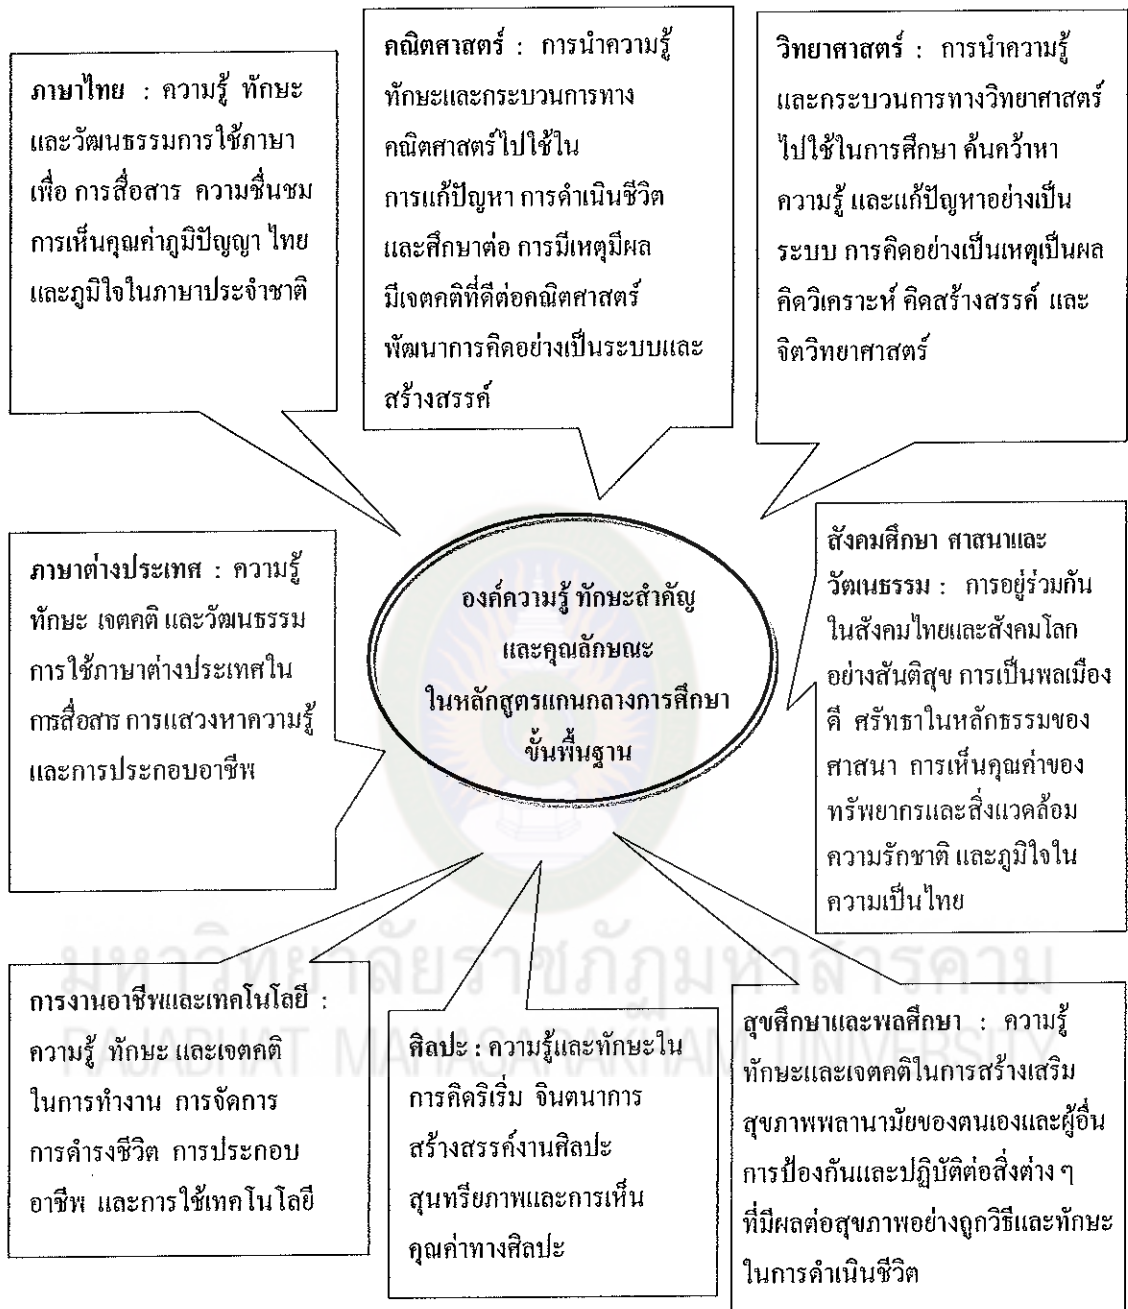 ภาษาไทย : ความรู้ ทักษะ
และวัฒนธรรมการใช้ภาษา
เพื่อ การสื่อสาร ความชื่นชม
การเห็นคุณค่าภูมิปัญญา ไทย
และภูมิใจในภาษาประจำชาติ
คณิตศาสตร์ : การนำความรู้
ทักษะและกระบวนการทาง
คณิตศาสตร์ไปใช้ใน
การแก้ปัญหา การดำเนินชีวิต
และศึกษาต่อ การมีเหตุมีผล
มีเจตคติที่ดีต่อคณิตศาสตร์
พัฒนาการคิดอย่างเป็นระบบและ
สร้างสรรค์
วิทยาศาสตร์ : การนำความรู้
และกระบวนการทางวิทยาศาสตร์
ไปใช้ในการศึกษา ค้นคว้าหา
ความรู้ และแก้ปัญหาอย่างเป็น
ระบบ การคิดอย่างเป็นเหตุเป็นผล
คิดวิเคราะห์ คิดสร้างสรรค์ และ
จิตวิทยาศาสตร์
ภาษาต่างประเทศ : ความรู้
ทักษะ เจตคติ และวัฒนธรรม
การใช้ภาษาต่างประเทศใน
การสื่อสาร การแสวงหาความรู้
และการประกอบอาชีพ
องค์ความรู้ ทักษะสำคัญ
และคุณลักษณะ
ในหลักสูตรแกนกลางการศึกษา
ขั้นพื้นฐาน
สังคมศึกษา ศาสนาและ
วัฒนธรรม : การอยู่ร่วมกัน
ในสังคมไทยและสังคมโลก
อย่างสันติสุข การเป็นพลเมือง
ดี ศรัทธาในหลักธรรมของ
ศาสนา การเห็นคุณค่าของ
ทรัพยากรและสิ่งแวดล้อม
ความรักชาติ และภูมิใจใน
ความเป็นไทย
มหาวิทยาลัยราชภัฏมหาสารคาม
RAJABHAT MAHASARAKHAM UNIVERSITY
การงานอาชีพและเทคโนโลยี :
ความรู้ ทักษะ และเจตคติ
ในการทำงาน การจัดการ
การดำรงชีวิต การประกอบ
อาชีพ และการใช้เทคโนโลยี
ศิลปะ : ความรู้และทักษะใน
การคิดริเริ่ม จินตนาการ
สร้างสรรค์งานศิลปะ
สุนทรียภาพและการเห็น
คุณค่าทางศิลปะ
สุขศึกษาและพลศึกษา : ความรู้
ทักษะและเจตคติในการสร้างเสริม
สุขภาพพลานามัยของตนเองและผู้อื่น
การป้องกันและปฏิบัติต่อสิ่งต่าง ๆ
ที่มีผลต่อสุขภาพอย่างถูกวิธีและทักษะ
ในการดำเนินชีวิต